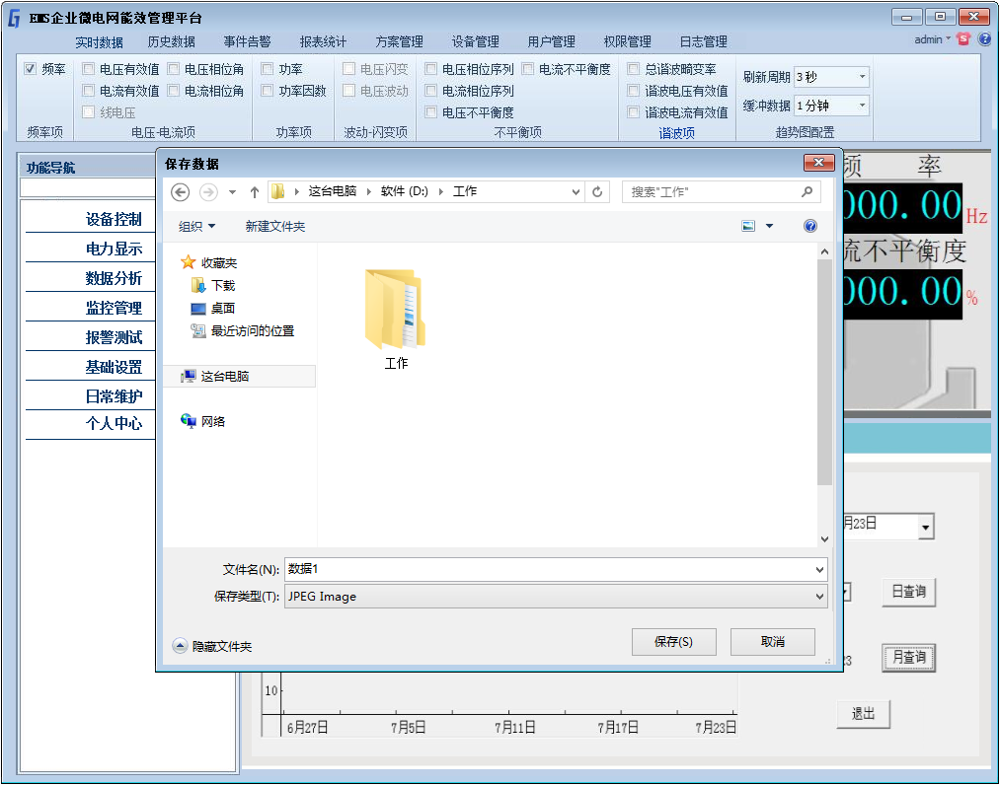 EMS企业微电网能效管理平台
实时数据 历史数据 事件告警 报表统计 方案管理 设备管理 用户管理 权限管理 日志管理 admin
频率 电压有效值 电压相位角 功率 电压闪变 电压相位序列 电流不平衡度 总谐波畸变率 刷新周期 3秒
电流有效值 电流相位角 功率因数 电压波动 电流相位序列 谐波电压有效值
线电压 电压不平衡度 谐波电流有效值 缓冲数据 1分钟
频率项 电压-电流项 功率项 波动-闪变项 不平衡项 谐波项 趋势图配置
功能导航
设备控制
电力显示
数据分析
监控管理
报警测试
基础设置
日常维护
个人中心
保存数据
这台电脑 软件 (D:) 工作
搜索"工作"
组织 新建文件夹
收藏夹
下载
桌面
最近访问的位置
这台电脑
网络
工作
文件名(N): 数据1
保存类型(T): JPEG Image
隐藏文件夹 保存(S) 取消
频 率
000.00 Hz
流不平衡度
000.00 %
月23日
日查询
月查询
退出
10
6月27日 7月5日 7月11日 7月17日 7月23日